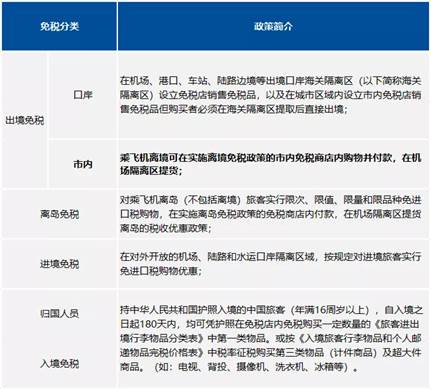 免税分类 政策简介
出境免税
口岸
在机场、港口、车站、陆路边境等出境口岸海关隔离区（以下简称海关
隔离区）设立免税店销售免税品，以及在城市区域内设立市内免税店销
售免税品但购买者必须在海关隔离区提取后直接出境；
市内
乘飞机离境可在实施离境免税政策的市内免税商店内购物并付款，在机
场隔离区提货；
离岛免税
对乘飞机离岛（不包括离境）旅客实行限次、限值、限量和限品种免进
口税购物，在实施离岛免税政策的免税商店内付款，在机场隔离区提货
离岛的税收优惠政策；
进境免税
在对外开放的机场、陆路和水运口岸隔离区域，按规定对进境旅客实行
免进口税购物优惠；
归国人员
入境免税
持中华人民共和国护照入境的中国旅客（年满16周岁以上），自入境之
日起180天内，均可凭护照在免税店内免税购买一定数量的《旅客进出
境行李物品分类表》中第一类物品。或按《入境旅客行李物品和个人邮
递物品完税价格表》中税率征税购买第三类物品（计件商品）及超大件
商品。（如：电视、背投、摄像机、洗衣机、冰箱等）。